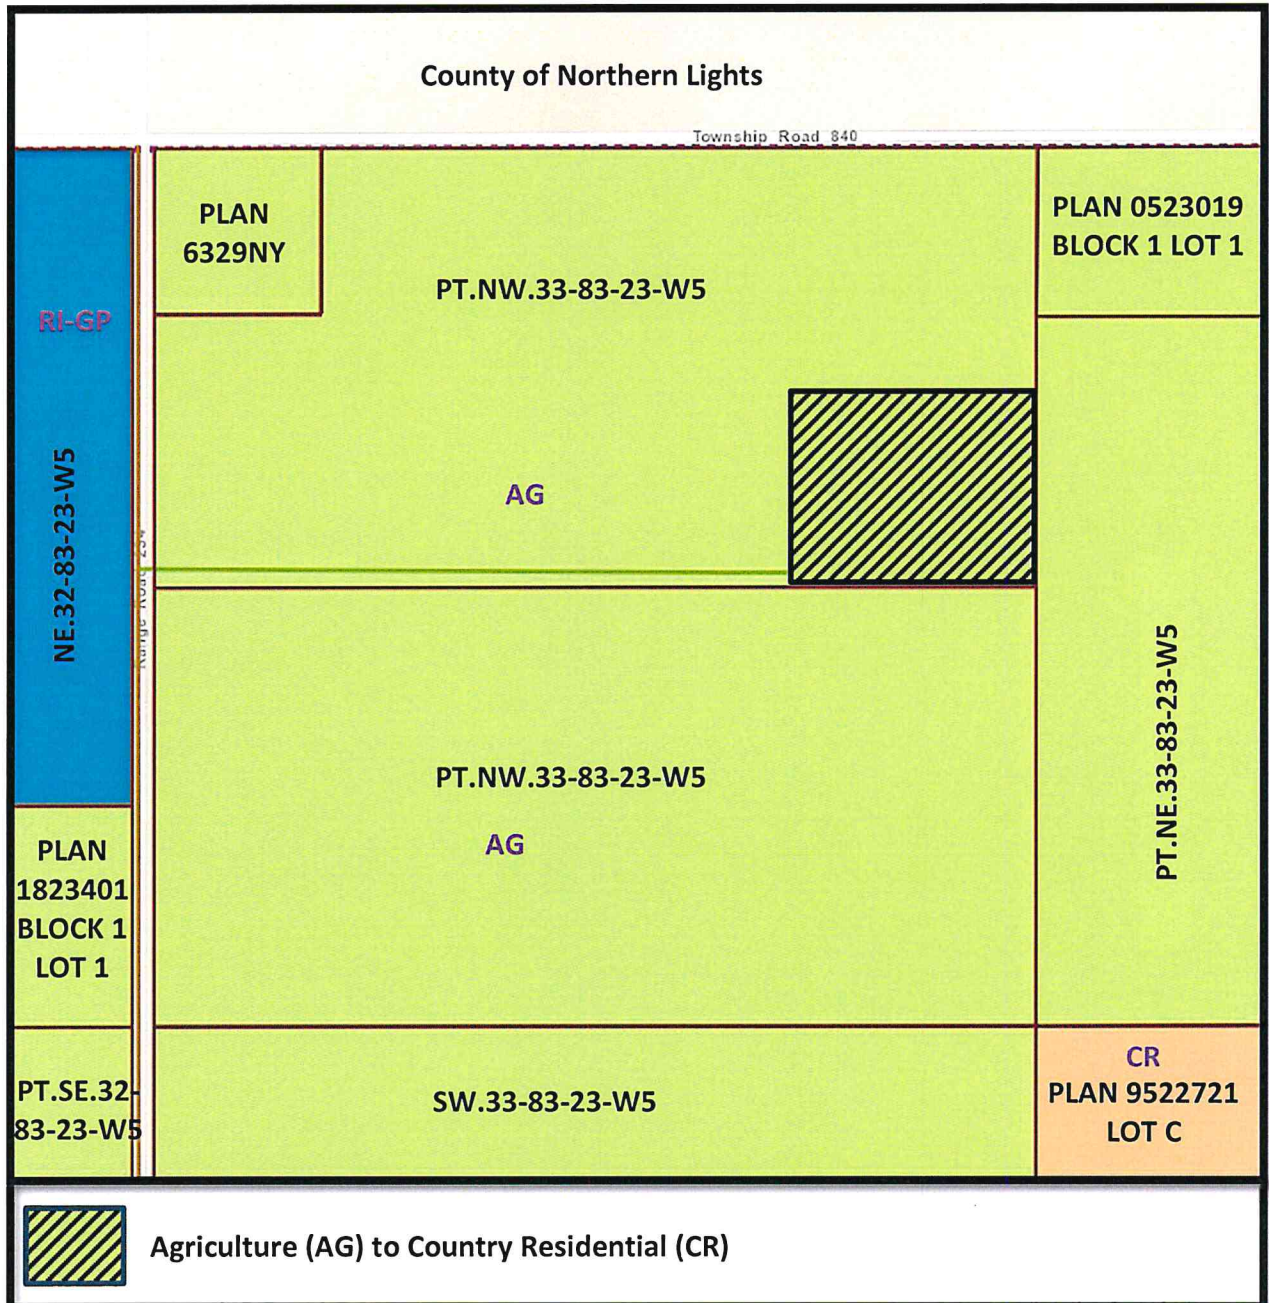 County of Northern Lights
Township Road 840
PLAN
6329NY
PLAN 0523019
BLOCK 1 LOT 1
PT.NW.33-83-23-W5
RI-GP
AG
NE.32-83-23-W5
Range Road 234
PT.NE.33-83-23-W5
PT.NW.33-83-23-W5
AG
PLAN
1823401
BLOCK 1
LOT 1
CR
PLAN 9522721
LOT C
PT.SE.32-
83-23-W5
SW.33-83-23-W5
Agriculture (AG) to Country Residential (CR)